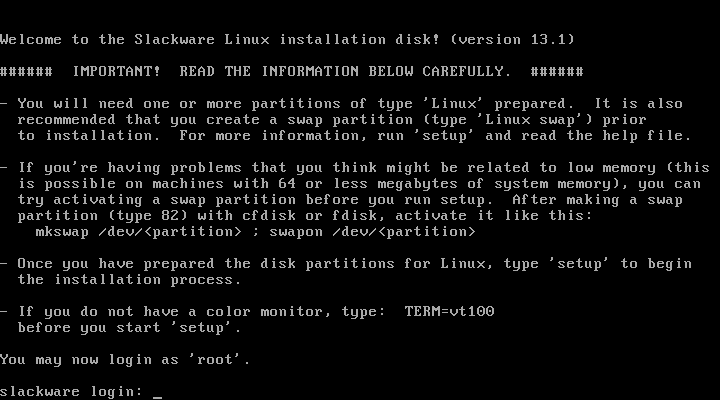 Welcome to the Slackware Linux installation disk! (version 13.1)
######  IMPORTANT!  READ THE INFORMATION BELOW CAREFULLY.  ######
- You will need one or more partitions of type 'Linux' prepared.  It is also
recommended that you create a swap partition (type 'Linux swap') prior
to installation.  For more information, run 'setup' and read the help file.
- If you're having problems that you think might be related to low memory (this
is possible on machines with 64 or less megabytes of system memory), you can
try activating a swap partition before you run setup.  After making a swap
partition (type 82) with cfdisk or fdisk, activate it like this:
mkswap /dev/<partition> ; swapon /dev/<partition>
- Once you have prepared the disk partitions for Linux, type 'setup' to begin
the installation process.
- If you do not have a color monitor, type:  TERM=vt100
before you start 'setup'.
You may now login as 'root'.
slackware login: _